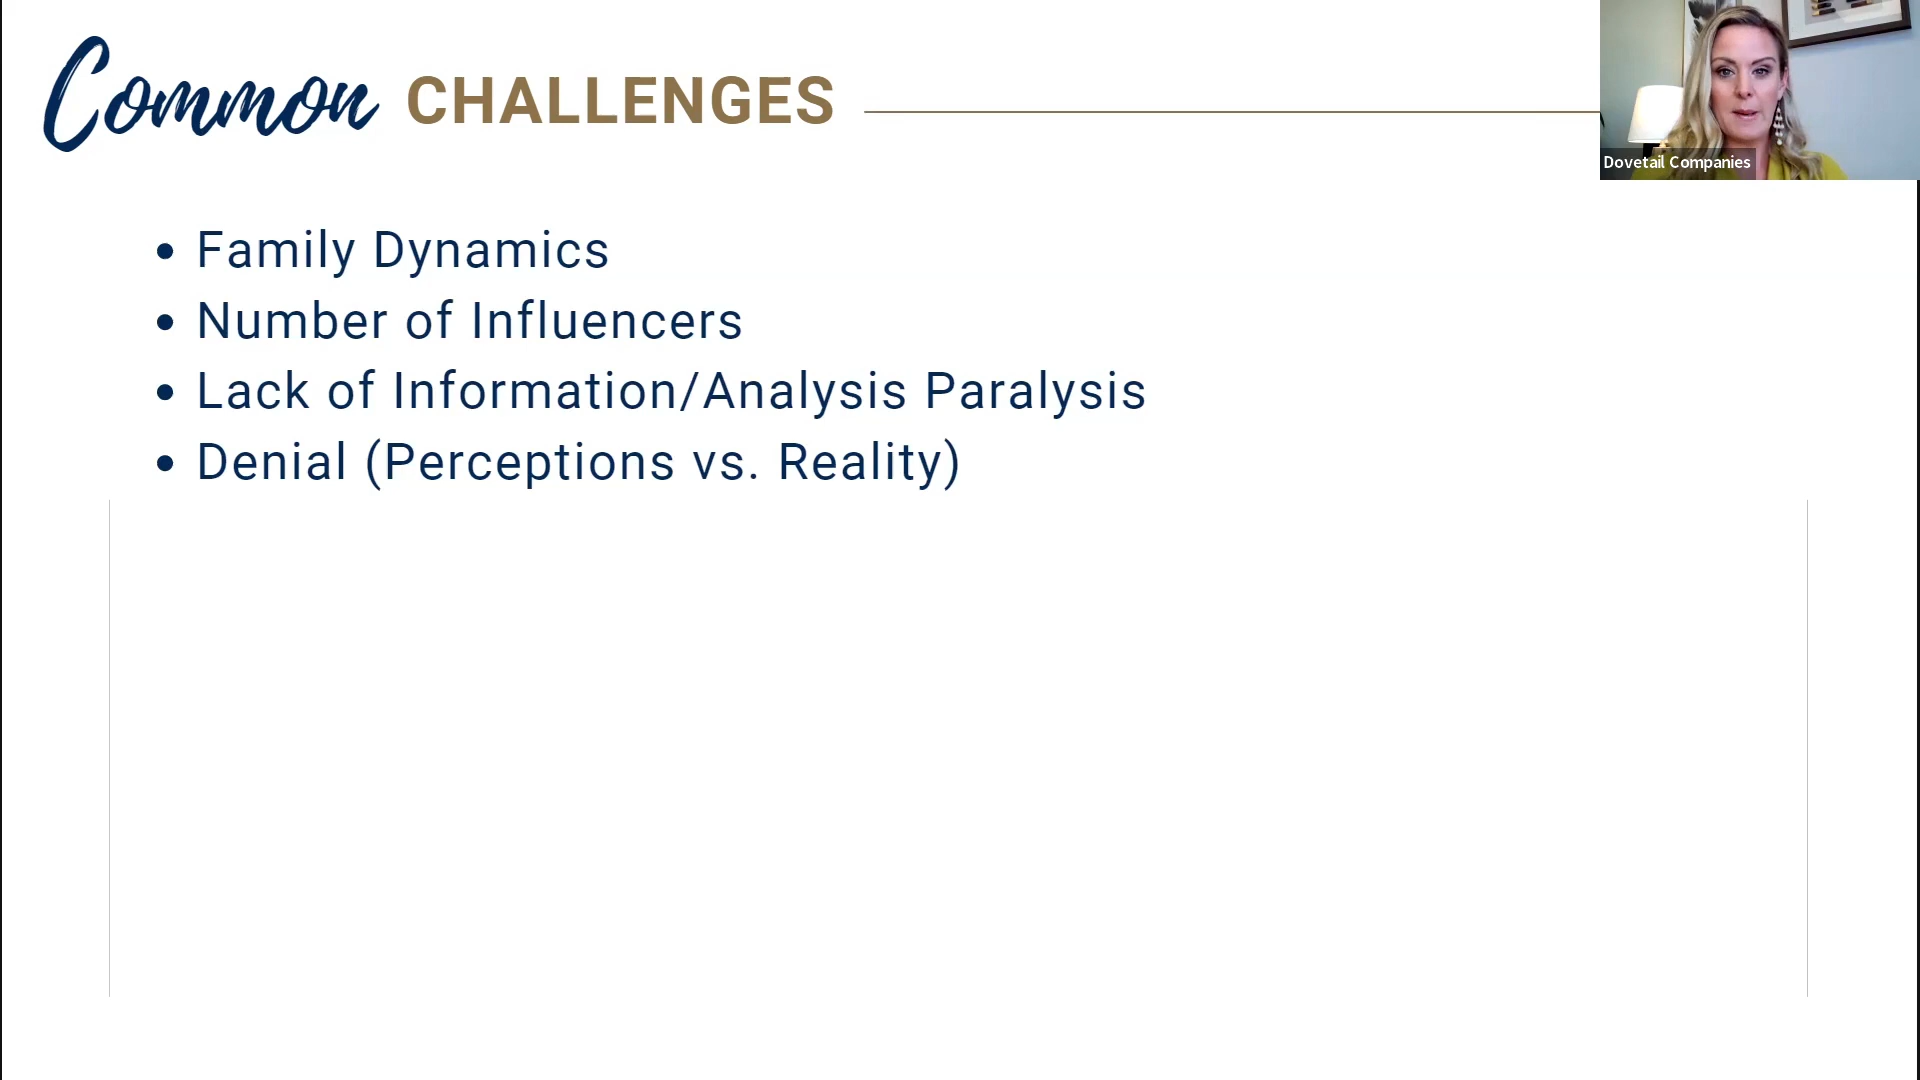 Common CHALLENGES
Dovetail Companies
• Family Dynamics
• Number of Influencers
• Lack of Information/Analysis Paralysis
• Denial (Perceptions vs. Reality)